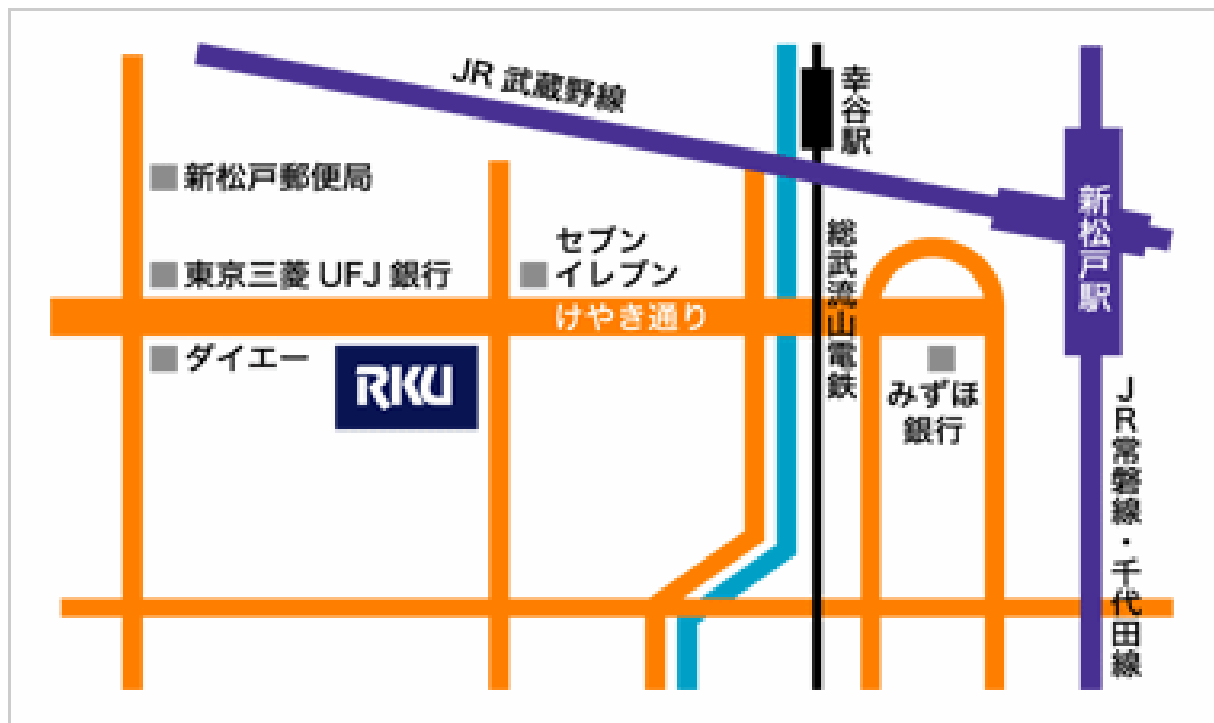 JR 武蔵野線
幸谷駅
新松戸郵便局
新松戸駅
セブン
イレブン
東京三菱 UFJ 銀行
総武流山電鉄
けやき通り
ダイエー
RKU
みずほ
銀行
JR常磐線・千代田線